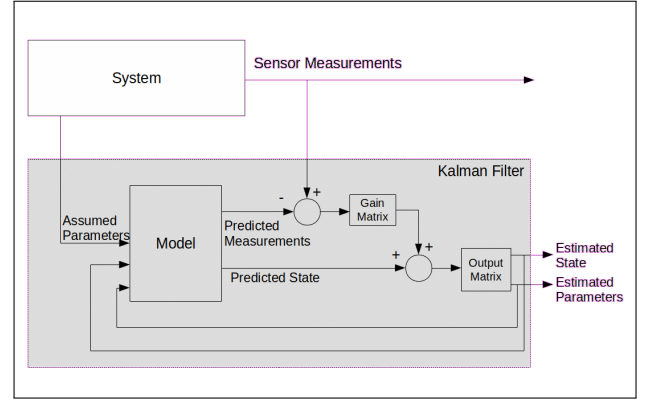 System
Sensor Measurements
Kalman Filter
Assumed
Parameters
Model
-
+
Predicted
Measurements
Gain
Matrix
Predicted State
+
+
Output
Matrix
Estimated
State
Estimated
Parameters